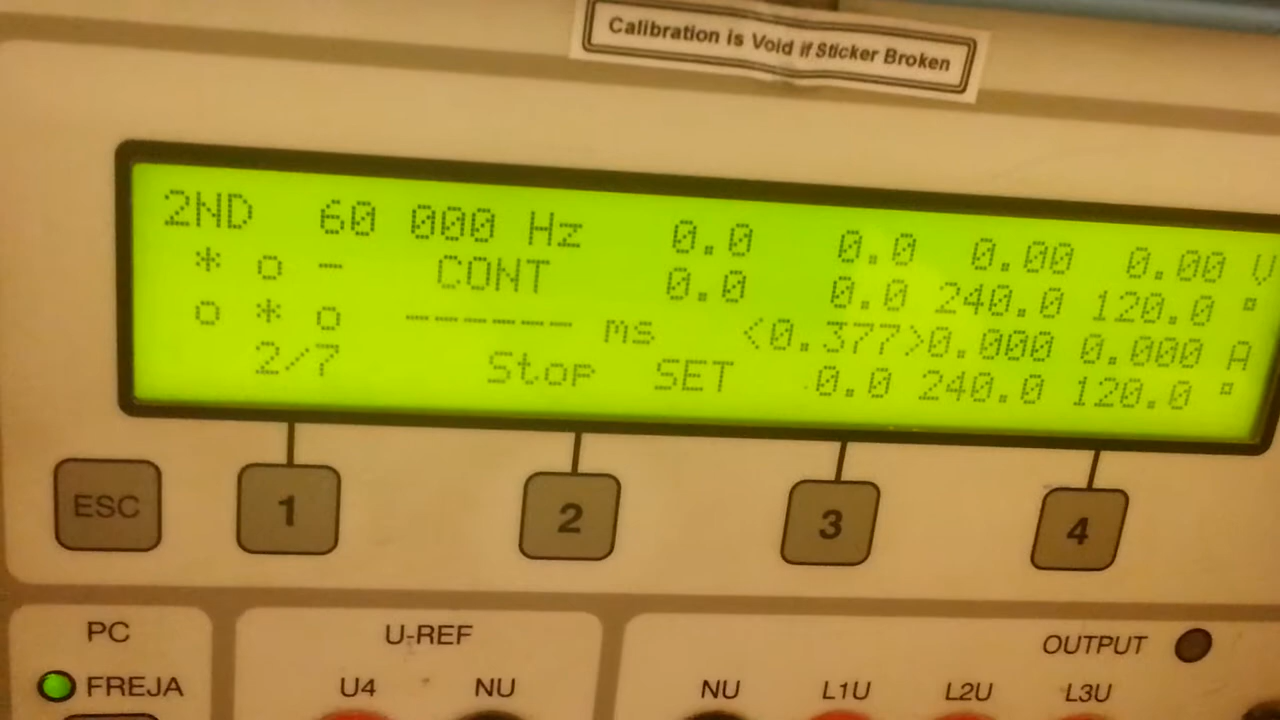 Calibration is Void if Sticker Broken
2ND 60 000 Hz 0.0 0.0 0.00 0.00 V
* o - CONT 0.0 0.0 240.0 120.0 °
o * o ------ ms <0.377>0.000 0.000 A
2/7 Stop SET 0.0 240.0 120.0 °
ESC 1 2 3 4
PC U-REF OUTPUT
FREJA U4 NU NU L1U L2U L3U